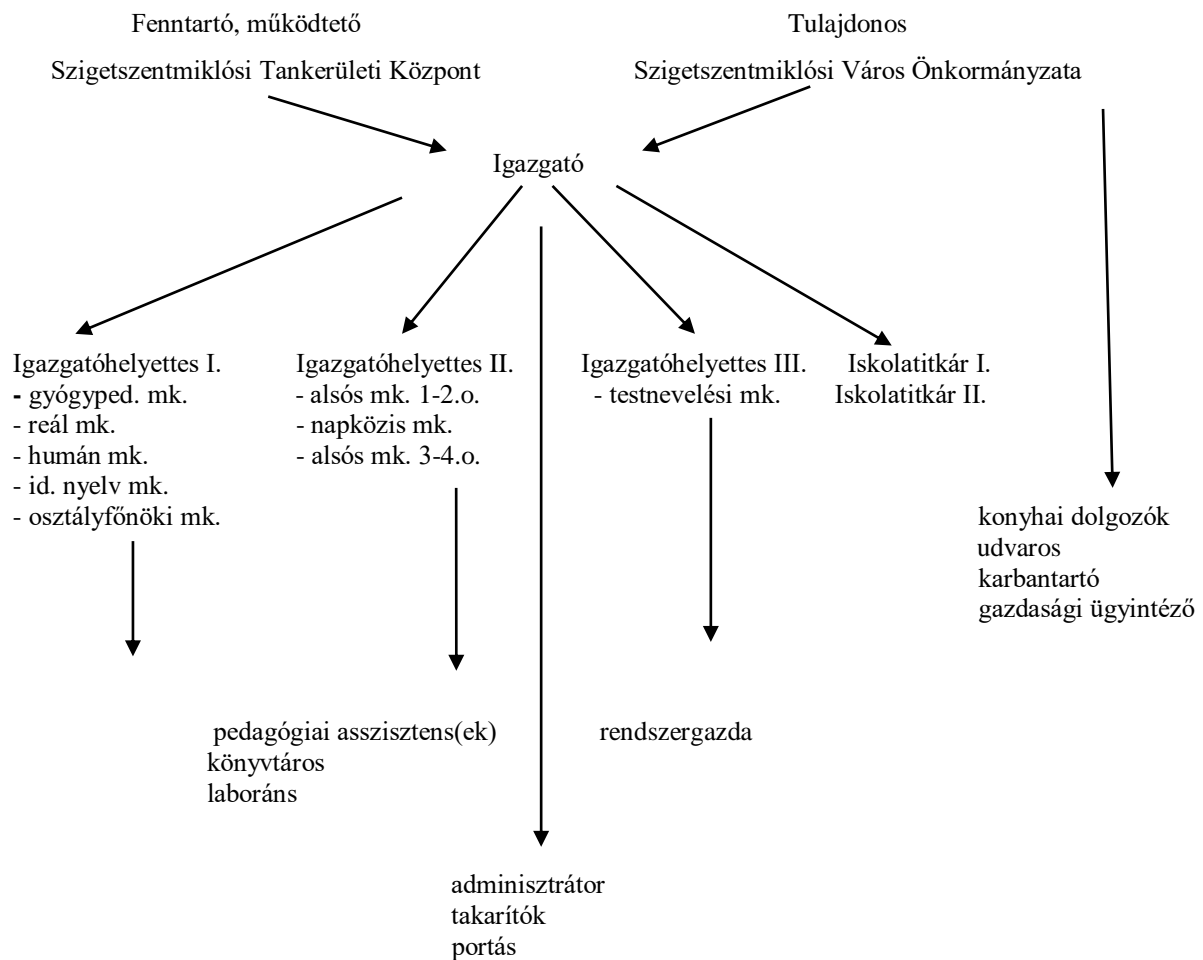 Fenntartó, működtető
Tulajdonos
Szigetszentmiklósi Tankerületi Központ
Szigetszentmiklósi Város Önkormányzata
Igazgató
Igazgatóhelyettes I.
- gyógyped. mk.
- reál mk.
- humán mk.
- id. nyelv mk.
- osztályfőnöki mk.
Igazgatóhelyettes II.
- alsós mk. 1-2.o.
- napközis mk.
- alsós mk. 3-4.o.
Igazgatóhelyettes III.
- testnevelési mk.
Iskolatitkár I.
Iskolatitkár II.
konyhai dolgozók
udvaros
karbantartó
gazdasági ügyintéző
pedagógiai asszisztens(ek)
könyvtáros
laboráns
rendszergazda
adminisztrátor
takarítók
portás